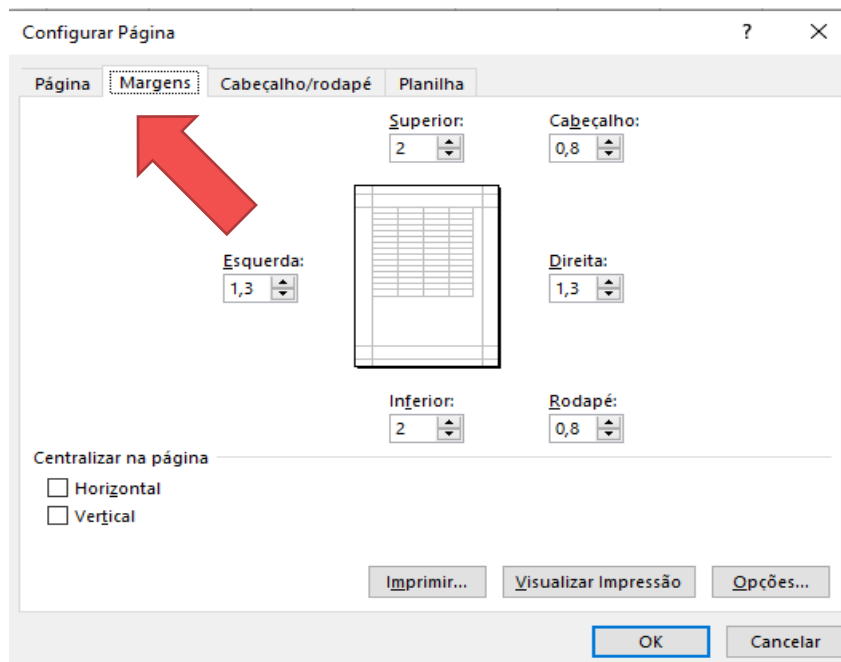 Configurar Página ? ×
Página Margens Cabeçalho/rodapé Planilha
Superior: Cabeçalho:
2 0,8
Esquerda: Direita:
1,3 1,3
Inferior: Rodapé:
2 0,8
Centralizar na página
Horizontal
Vertical
Imprimir... Visualizar Impressão Opções...
OK Cancelar